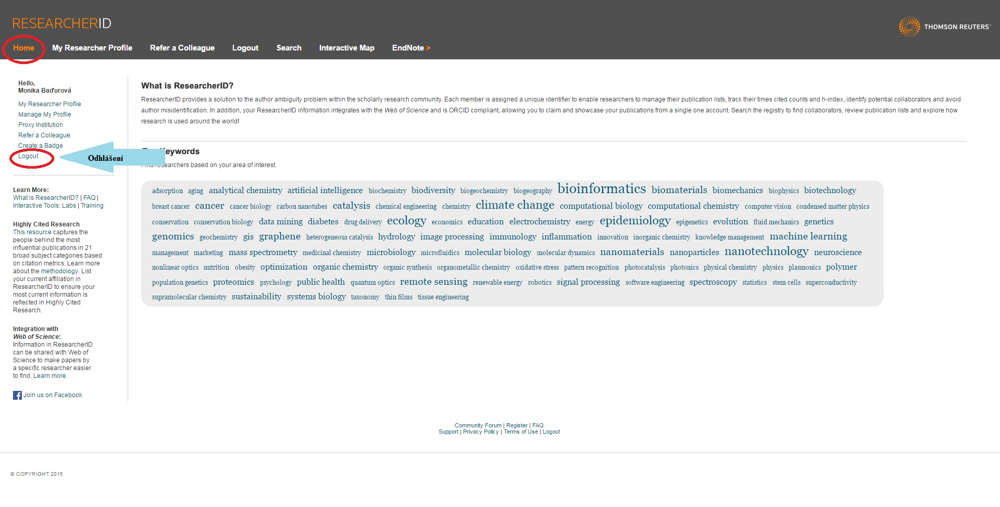 RESEARCHERID
THOMSON REUTERS
Home My Researcher Profile Refer a Colleague Logout Search Interactive Map EndNote >
Hello,
Monika Baďurová
My Researcher Profile
Manage My Profile
Proxy Institution
Refer a Colleague
Create a Badge
Logout
Odhlášení
Learn More:
What is ResearcherID? | FAQ |
Interactive Tools: Labs | Training
Highly Cited Research
This resource captures the
people behind the most
influential publications in 21
broad subject categories based
on citation metrics. Learn more
about the methodology. List
your current affiliation in
ResearcherID to ensure your
most current information is
reflected in Highly Cited
Research.
Integration with
Web of Science:
Information in ResearcherID
can be shared with Web of
Science to make papers by
a specific researcher easier
to find. Learn more
Join us on Facebook
What is ResearcherID?
ResearcherID provides a solution to the author ambiguity problem within the scholarly research community. Each member is assigned a unique identifier to enable researchers to manage their publication lists, track their times cited counts and h-index, identify potential collaborators and avoid
author misidentification. In addition, your ResearcherID information integrates with the Web of Science and is ORCID compliant, allowing you to claim and showcase your publications from a single one account. Search the registry to find collaborators, review publication lists and explore how
research is used around the world!
Keywords
researchers based on your area of interest.
adsorption aging analytical chemistry artificial intelligence biochemistry biodiversity biogeochemistry biogeography bioinformatics biomaterials biomechanics biophysics biotechnology
breast cancer cancer cancer biology carbon nanotubes catalysis chemical engineering chemistry climate change computational biology computational chemistry computer vision condensed matter physics
conservation conservation biology data mining diabetes drug delivery ecology economics education electrochemistry energy epidemiology epigenetics evolution fluid mechanics genetics
genomics geochemistry gis graphene heterogeneous catalysis hydrology image processing immunology inflammation innovation inorganic chemistry knowledge management machine learning
management marketing mass spectrometry medicinal chemistry microbiology microfluidics molecular biology molecular dynamics nanomaterials nanoparticles nanotechnology neuroscience
nonlinear optics nutrition obesity optimization organic chemistry organic synthesis organometallic chemistry oxidative stress pattern recognition photocatalysis photonics physical chemistry physics plasmonics polymer
population genetics proteomics psychology public health quantum optics remote sensing renewable energy robotics signal processing software engineering spectroscopy statistics stem cells superconductivity
supramolecular chemistry sustainability systems biology taxonomy thin films tissue engineering
Community Forum | Register | FAQ
Support | Privacy Policy | Terms of Use | Logout
© COPYRIGHT 2015